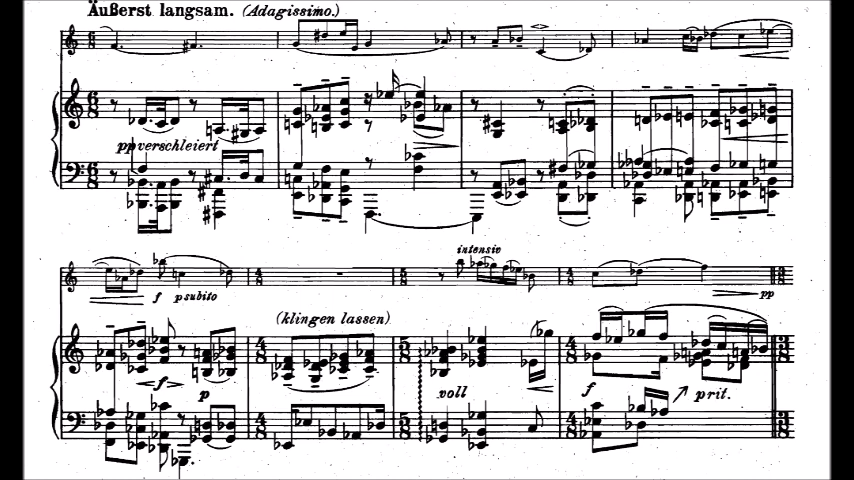 Äußerst langsam. (Adagissimo.)
pp verschleiert
f p subito
intensiv
pp
(klingen lassen)
f
p
voll
f
prit.